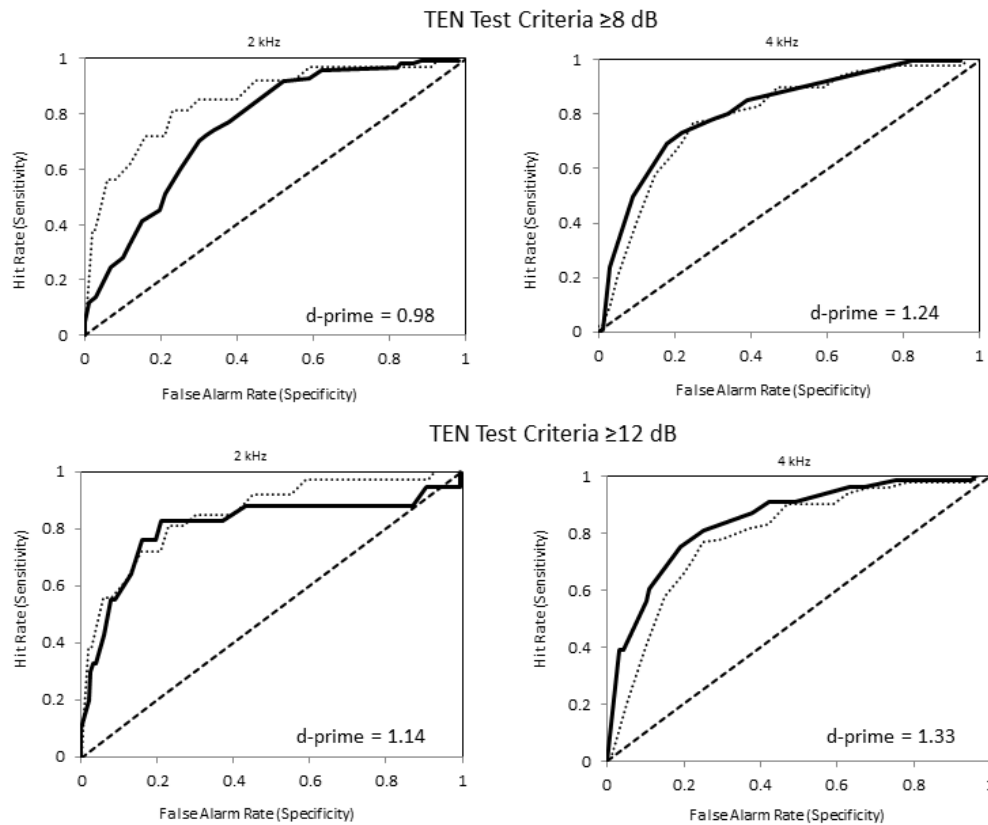 TEN Test Criteria ≥8 dB
2 kHz
1
0.8
0.6
0.4
0.2
0
Hit Rate (Sensitivity)
d-prime = 0.98
0 0.2 0.4 0.6 0.8 1
False Alarm Rate (Specificity)
4 kHz
1
0.8
0.6
0.4
0.2
0
Hit Rate (Sensitivity)
d-prime = 1.24
0 0.2 0.4 0.6 0.8 1
False Alarm Rate (Specificity)
TEN Test Criteria ≥12 dB
2 kHz
1
0.8
0.6
0.4
0.2
0
Hit Rate (Sensitivity)
d-prime = 1.14
0 0.2 0.4 0.6 0.8 1
False Alarm Rate (Specificity)
4 kHz
1
0.8
0.6
0.4
0.2
0
Hit Rate (Sensitivity)
d-prime = 1.33
0 0.2 0.4 0.6 0.8 1
False Alarm Rate (Specificity)